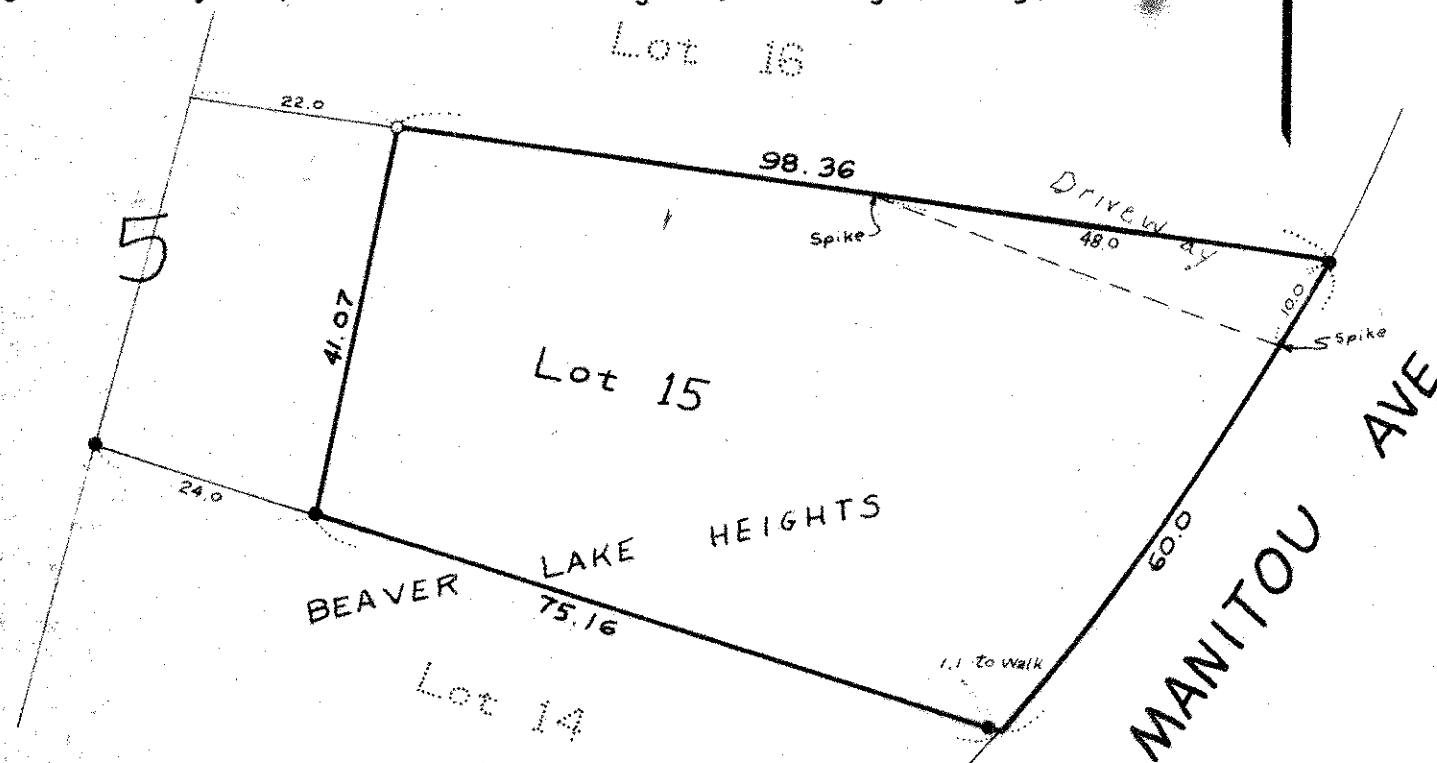 Lot 16
22.0
98.36
Driveway
Spike
48.0
10.0
Spike
5
41.07
Lot 15
AVE
24.0
BEAVER LAKE HEIGHTS
60.0
75.16
MANITOU
1.1 to walk
Lot 14